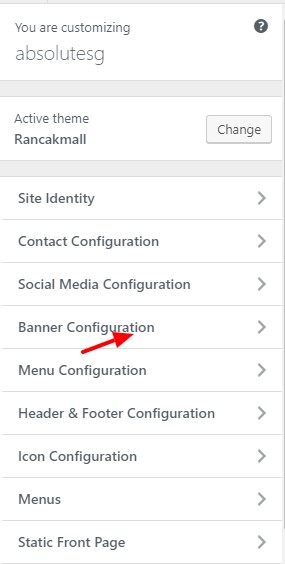 You are customizing
absolutesg
Active theme
Rancakmall
Change
Site Identity
Contact Configuration
Social Media Configuration
Banner Configuration
Menu Configuration
Header & Footer Configuration
Icon Configuration
Menus
Static Front Page